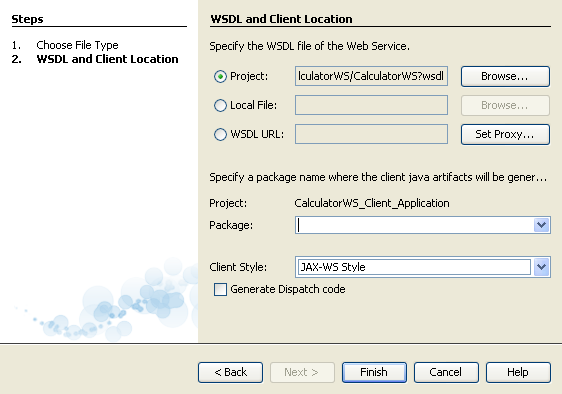 Steps
1. Choose File Type
2. WSDL and Client Location
WSDL and Client Location
Specify the WSDL file of the Web Service.
Project: lculatorWS/CalculatorWS?wsdl Browse...
Local File: Browse...
WSDL URL: Set Proxy...
Specify a package name where the client java artifacts will be gener...
Project: CalculatorWS_Client_Application
Package:
Client Style: JAX-WS Style
Generate Dispatch code
< Back Next > Finish Cancel Help